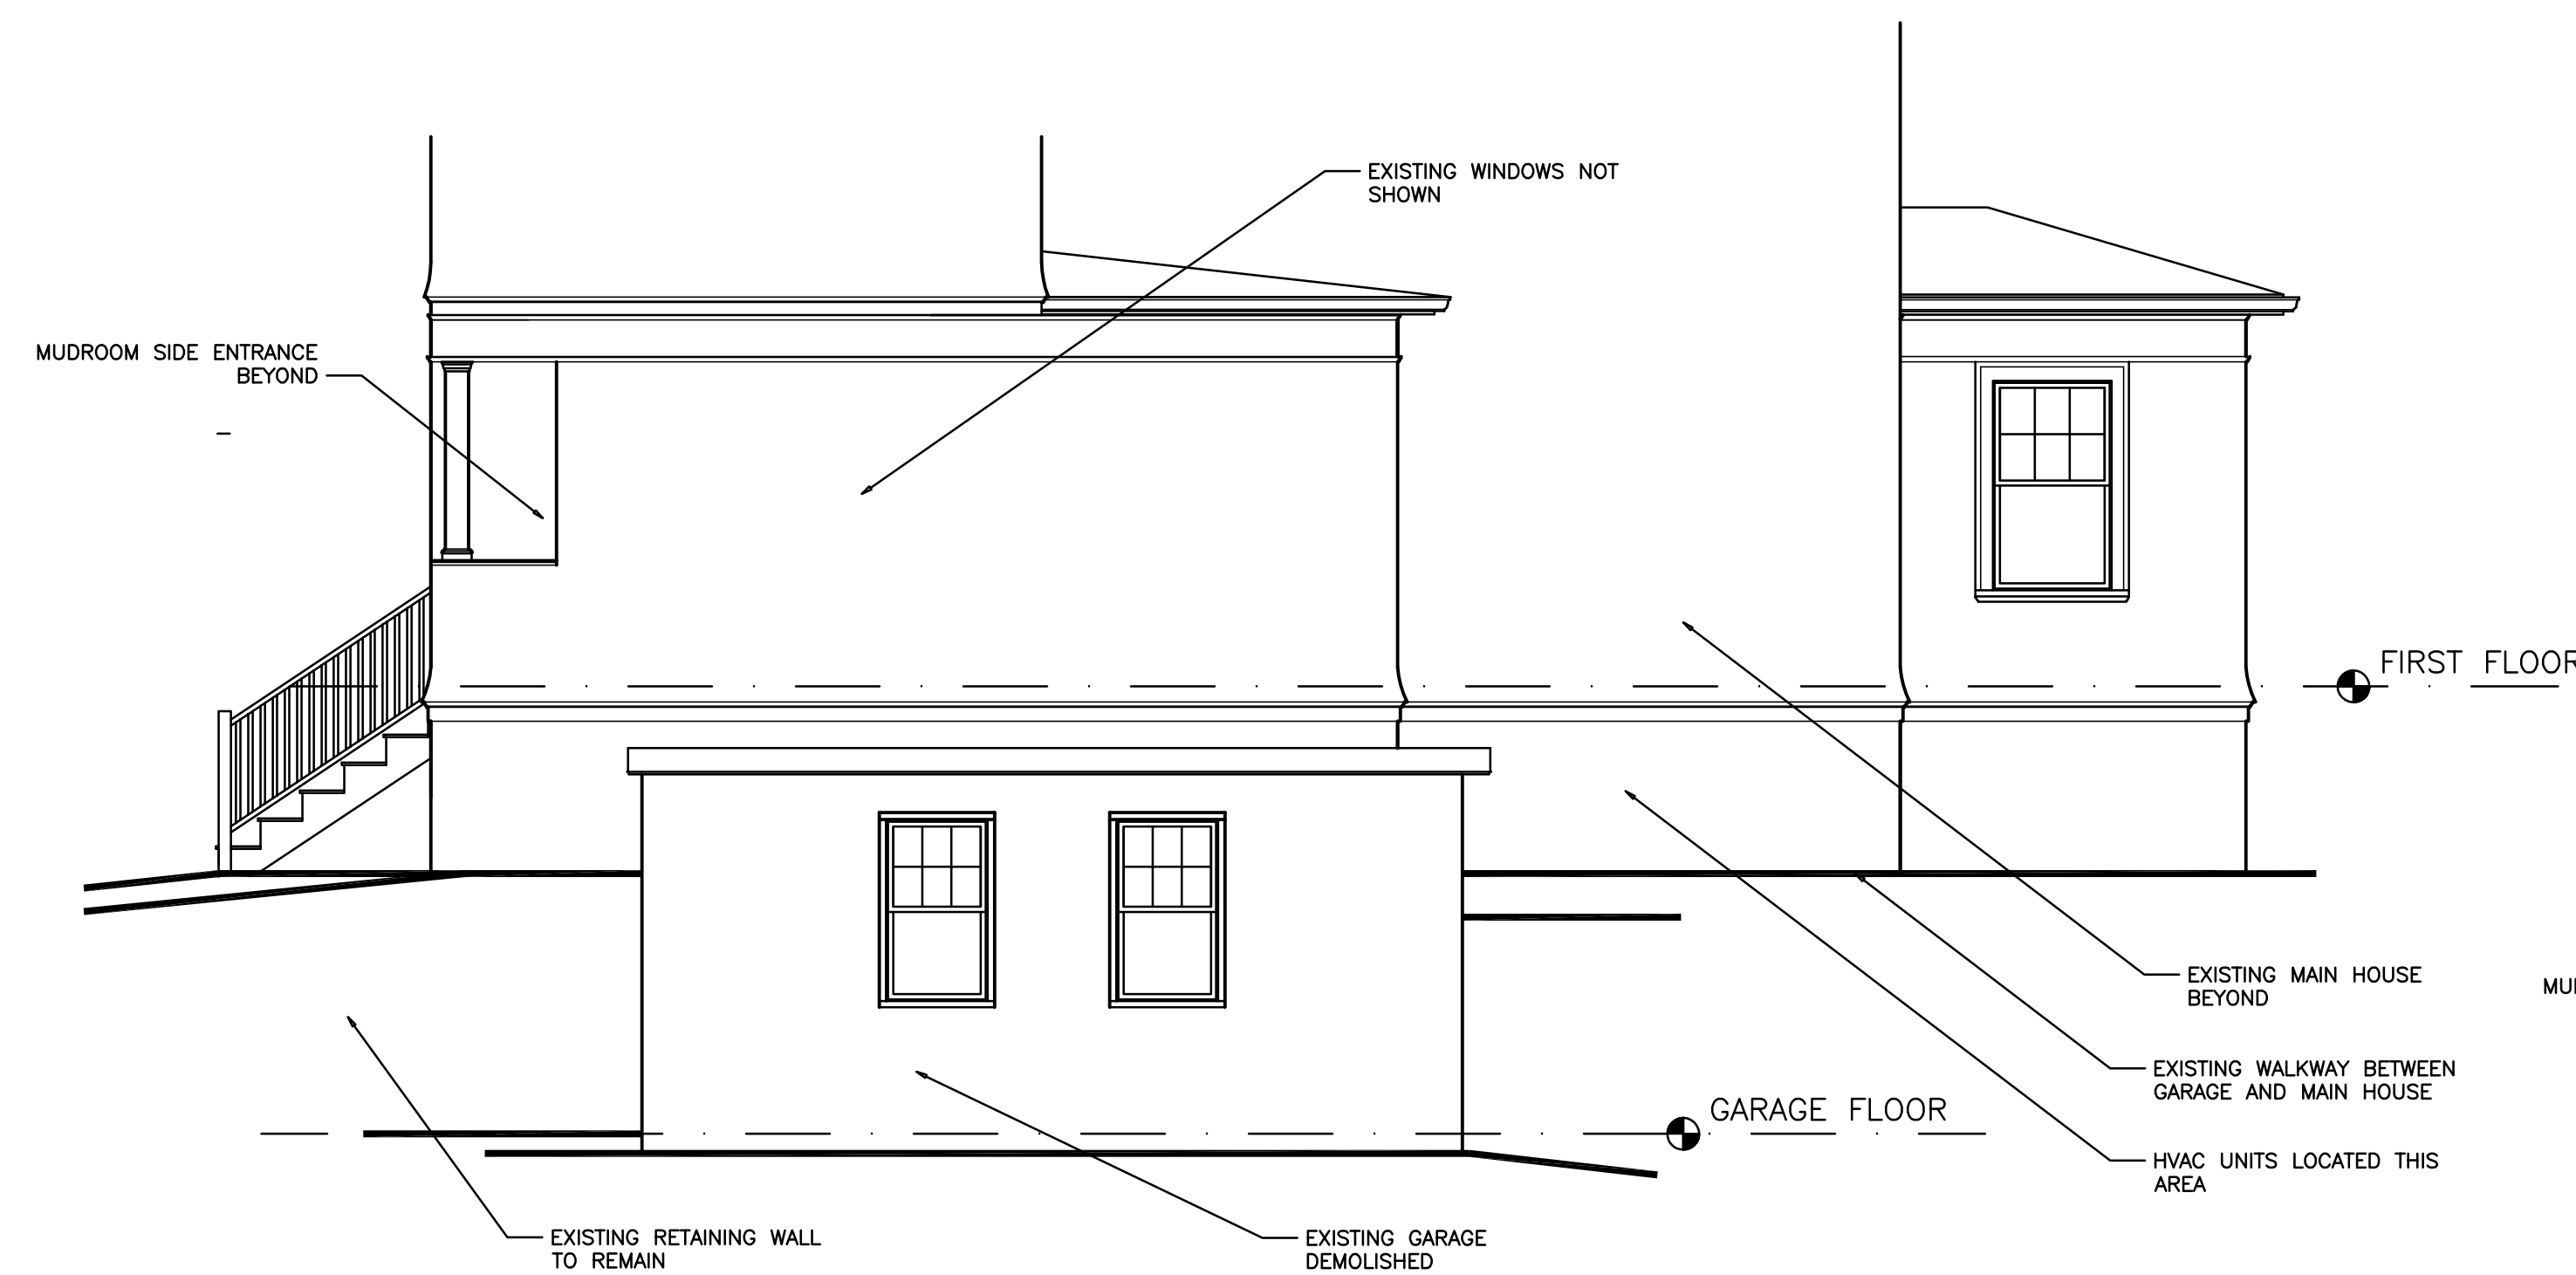 EXISTING WINDOWS NOT
SHOWN
MUDROOM SIDE ENTRANCE
BEYOND
FIRST FLOOR
EXISTING MAIN HOUSE
BEYOND
EXISTING WALKWAY BETWEEN
GARAGE AND MAIN HOUSE
GARAGE FLOOR
HVAC UNITS LOCATED THIS
AREA
EXISTING RETAINING WALL
TO REMAIN
EXISTING GARAGE
DEMOLISHED